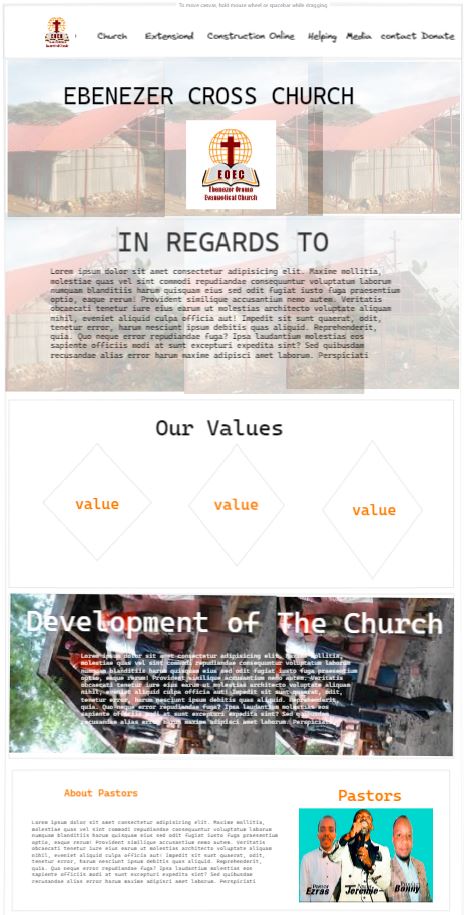 To move canvas, hold mouse wheel or spacebar while dragging
Church Extensiond Construction Online Helping Media contact Donate
EBENEZER CROSS CHURCH
EOEC
Ebenezer Oromo
Evangelical Church
IN REGARDS TO
Lorem ipsum dolor sit amet consectetur adipisicing elit. Maxime mollitia,
molestiae quas vel sint commodi repudiandae consequuntur voluptatum laborum
numquam blanditiis harum quisquam eius sed odit fugiat iusto fuga praesentium
optio, eaque rerum! Provident similique accusantium nemo autem. Veritatis
obcaecati tenetur iure eius earum ut molestias architecto voluptate aliquam
nihil, eveniet aliquid culpa officia aut! Impedit sit sunt quaerat, odit,
tenetur error, harum nesciunt ipsum debitis quas aliquid. Reprehenderit,
quia. Quo neque error repudiandae fuga? Ipsa laudantium molestias eos
sapiente officiis modi at sunt excepturi expedita sint? Sed quibusdam
recusandae alias error harum maxime adipisci amet laborum. Perspiciati
Our Values
value value value
Development of The Church
Lorem ipsum dolor sit amet consectetur adipisicing elit. Maxime mollitia,
molestiae quas vel sint commodi repudiandae consequuntur voluptatum laborum
numquam blanditiis harum quisquam eius sed odit fugiat iusto fuga praesentium
optio, eaque rerum! Provident similique accusantium nemo autem. Veritatis
obcaecati tenetur iure eius earum ut molestias architecto voluptate aliquam
nihil, eveniet aliquid culpa officia aut! Impedit sit sunt quaerat, odit,
tenetur error, harum nesciunt ipsum debitis quas aliquid. Reprehenderit,
quia. Quo neque error repudiandae fuga? Ipsa laudantium molestias eos
sapiente officiis modi at sunt excepturi expedita sint? Sed quibusdam
recusandae alias error harum maxime adipisci amet laborum. Perspiciati
About Pastors
Lorem ipsum dolor sit amet consectetur adipisicing elit. Maxime mollitia,
molestiae quas vel sint commodi repudiandae consequuntur voluptatum laborum
numquam blanditiis harum quisquam eius sed odit fugiat iusto fuga praesentium
optio, eaque rerum! Provident similique accusantium nemo autem. Veritatis
obcaecati tenetur iure eius earum ut molestias architecto voluptate aliquam
nihil, eveniet aliquid culpa officia aut! Impedit sit sunt quaerat, odit,
tenetur error, harum nesciunt ipsum debitis quas aliquid. Reprehenderit,
quia. Quo neque error repudiandae fuga? Ipsa laudantium molestias eos
sapiente officiis modi at sunt excepturi expedita sint? Sed quibusdam
recusandae alias error harum maxime adipisci amet laborum. Perspiciati
Pastors
Pastor
Ezras
Jeremie
Bonny